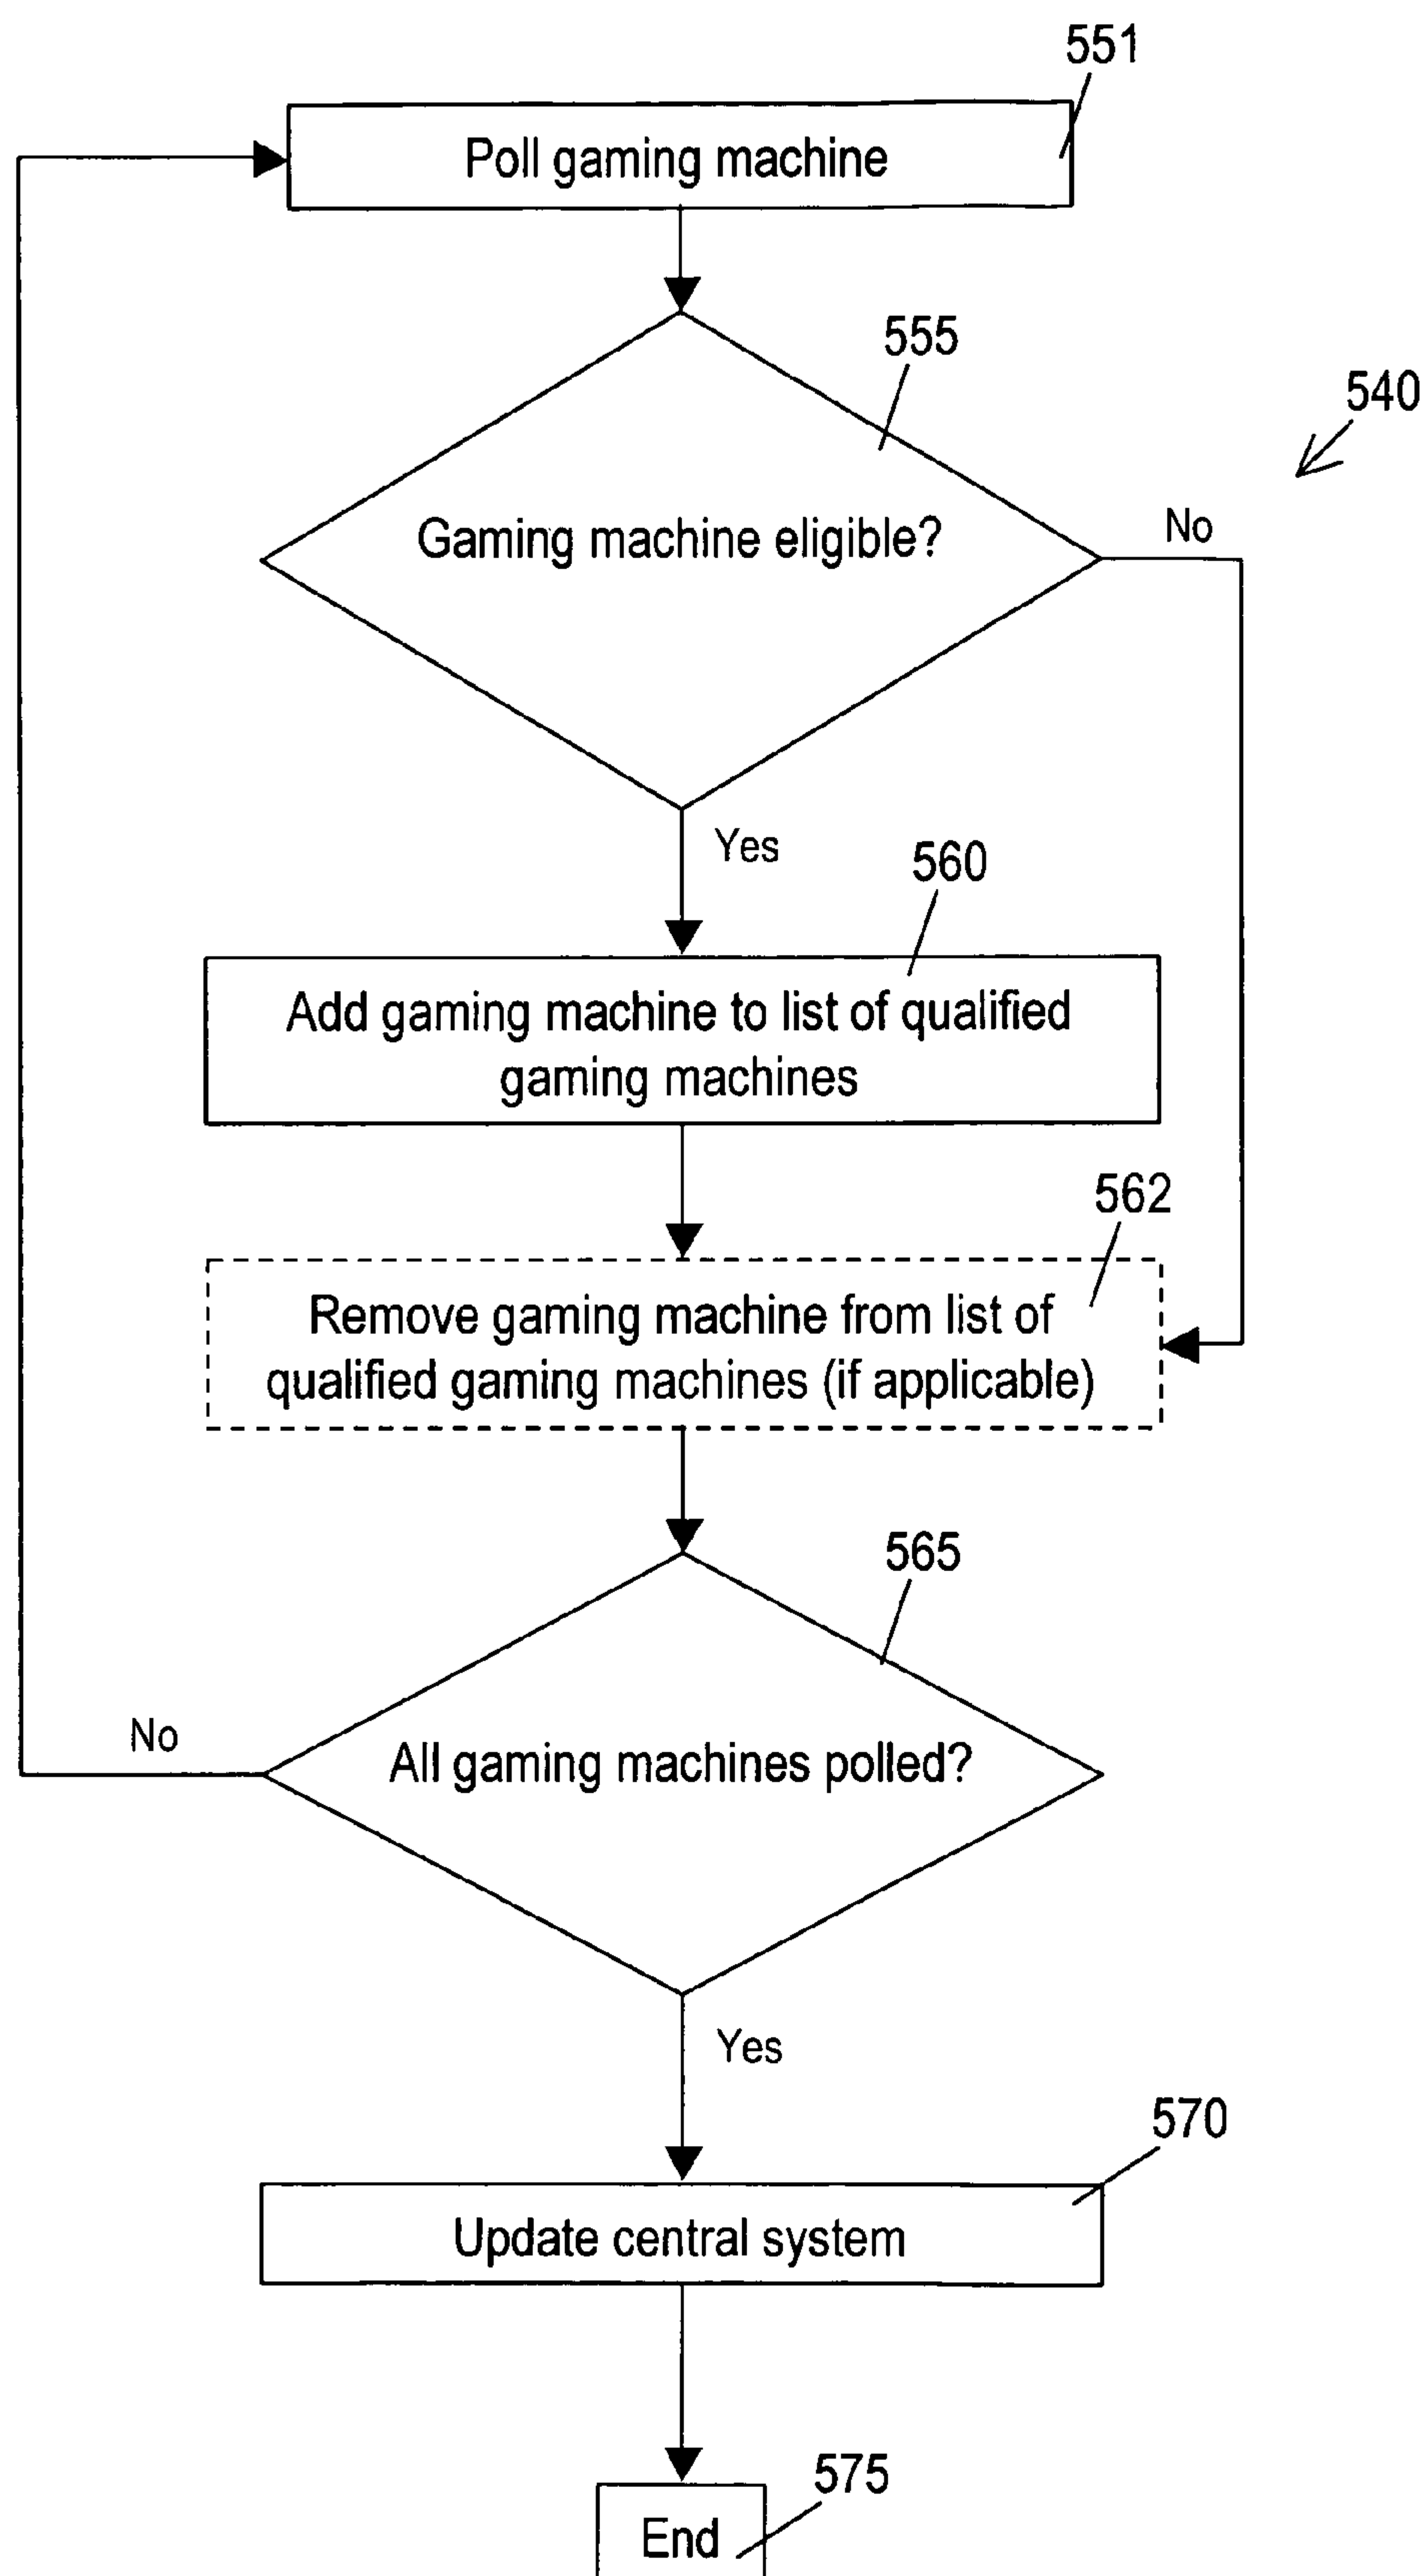 551
Poll gaming machine
555
540
Gaming machine eligible?
No
Yes
560
Add gaming machine to list of qualified
gaming machines
562
Remove gaming machine from list of
qualified gaming machines (if applicable)
565
All gaming machines polled?
No
Yes
570
Update central system
575
End